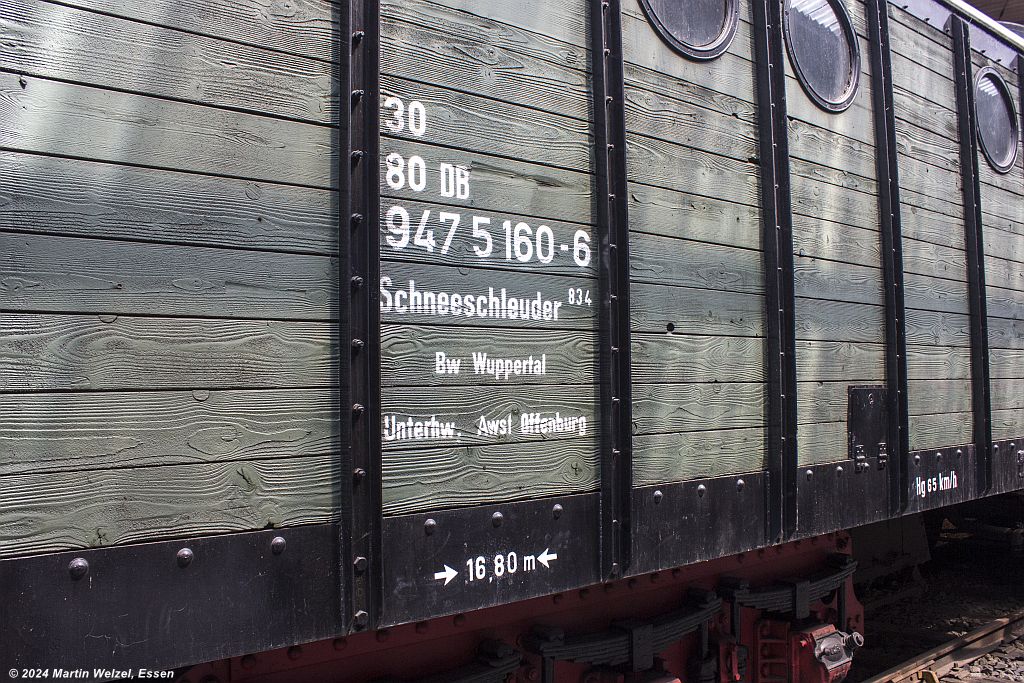 30
80 DB
947 5 160-6
Schneeschleuder 834
Bw Wuppertal
Unterhw. Awst Offenburg
→ 16,80 m ←
Hg 65 km/h
© 2024 Martin Welzel, Essen